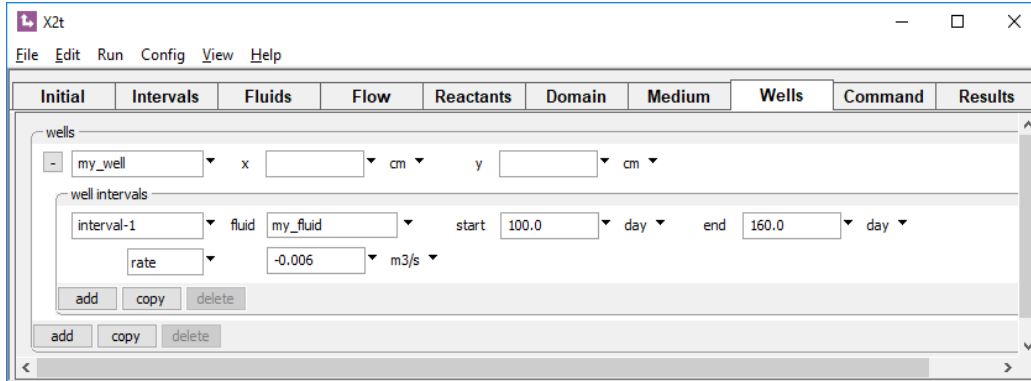 X2t
File Edit Run Config View Help
Initial Intervals Fluids Flow Reactants Domain Medium Wells Command Results
wells
- my_well x cm y cm
well intervals
interval-1 fluid my_fluid start 100.0 day end 160.0 day
rate -0.006 m3/s
add copy delete
add copy delete